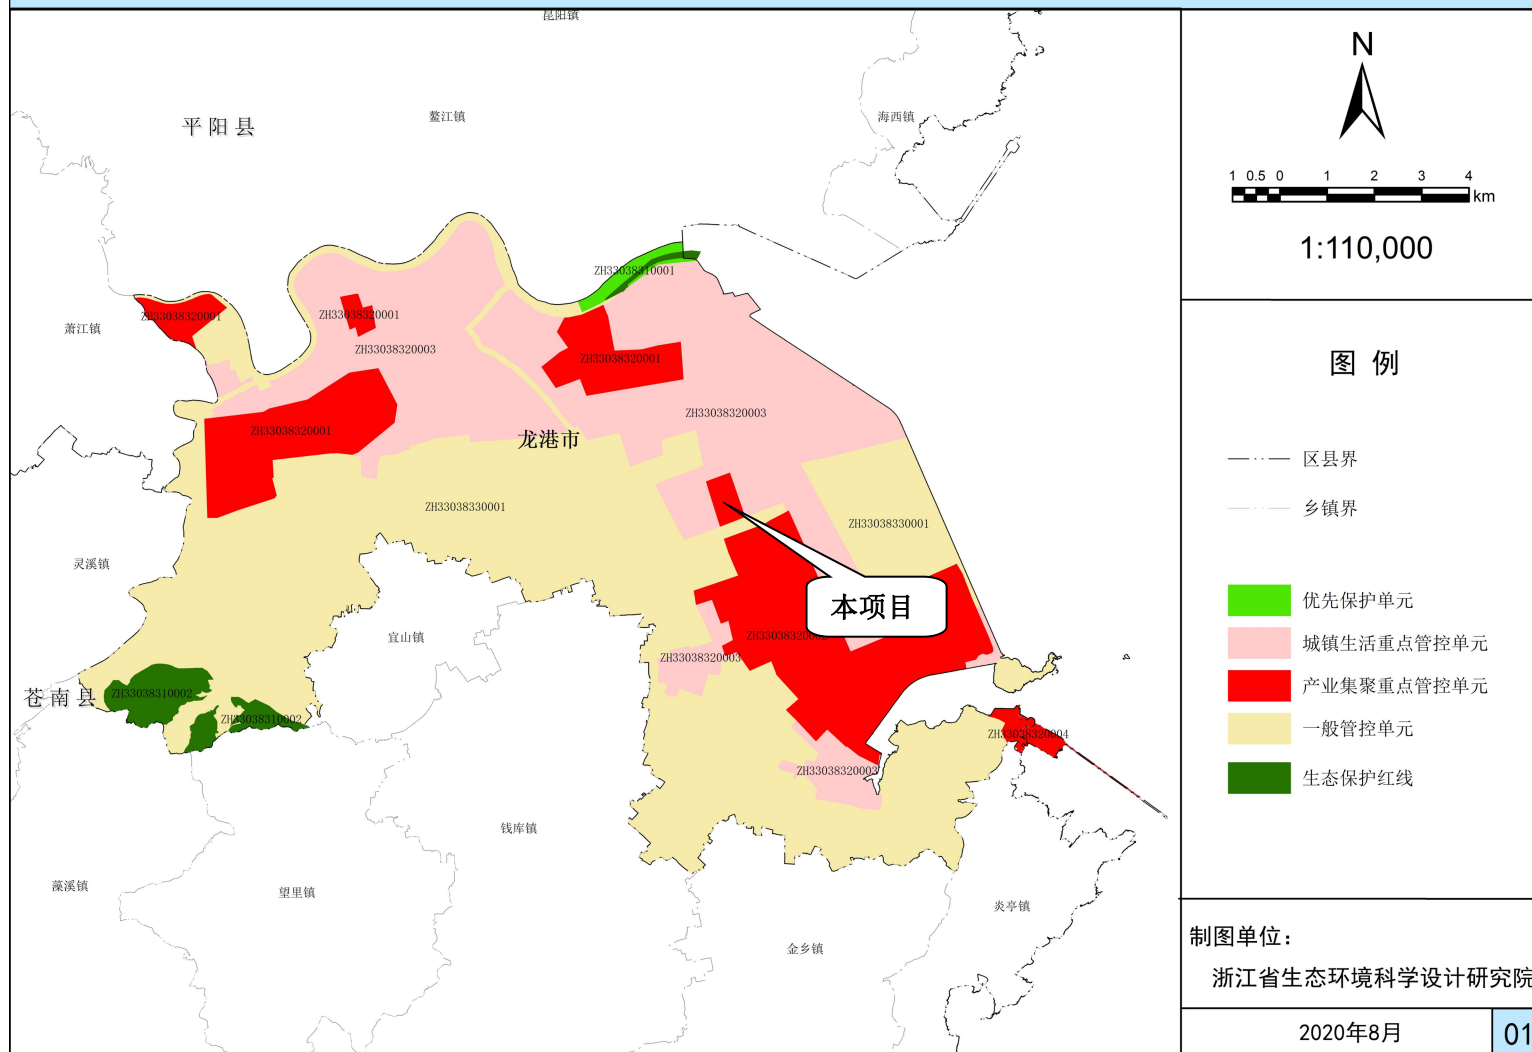 昆阳镇
平阳县
鳌江镇
海西镇
ZH33038310001
萧江镇
ZH33038320001
ZH33038320001
ZH33038320003
ZH33038320001
ZH33038320001
龙港市
ZH33038320003
ZH33038330001
ZH33038330001
灵溪镇
本项目
宜山镇
ZH33038320003
苍南县
ZH33038310002
ZH33038310002
ZH33038320004
ZH33038320003
钱库镇
藻溪镇
望里镇
金乡镇
炎亭镇
N
1 0.5 0 1 2 3 4
km
1:110,000
图 例
区县界
乡镇界
优先保护单元
城镇生活重点管控单元
产业集聚重点管控单元
一般管控单元
生态保护红线
制图单位：
浙江省生态环境科学设计研究院
2020年8月
01